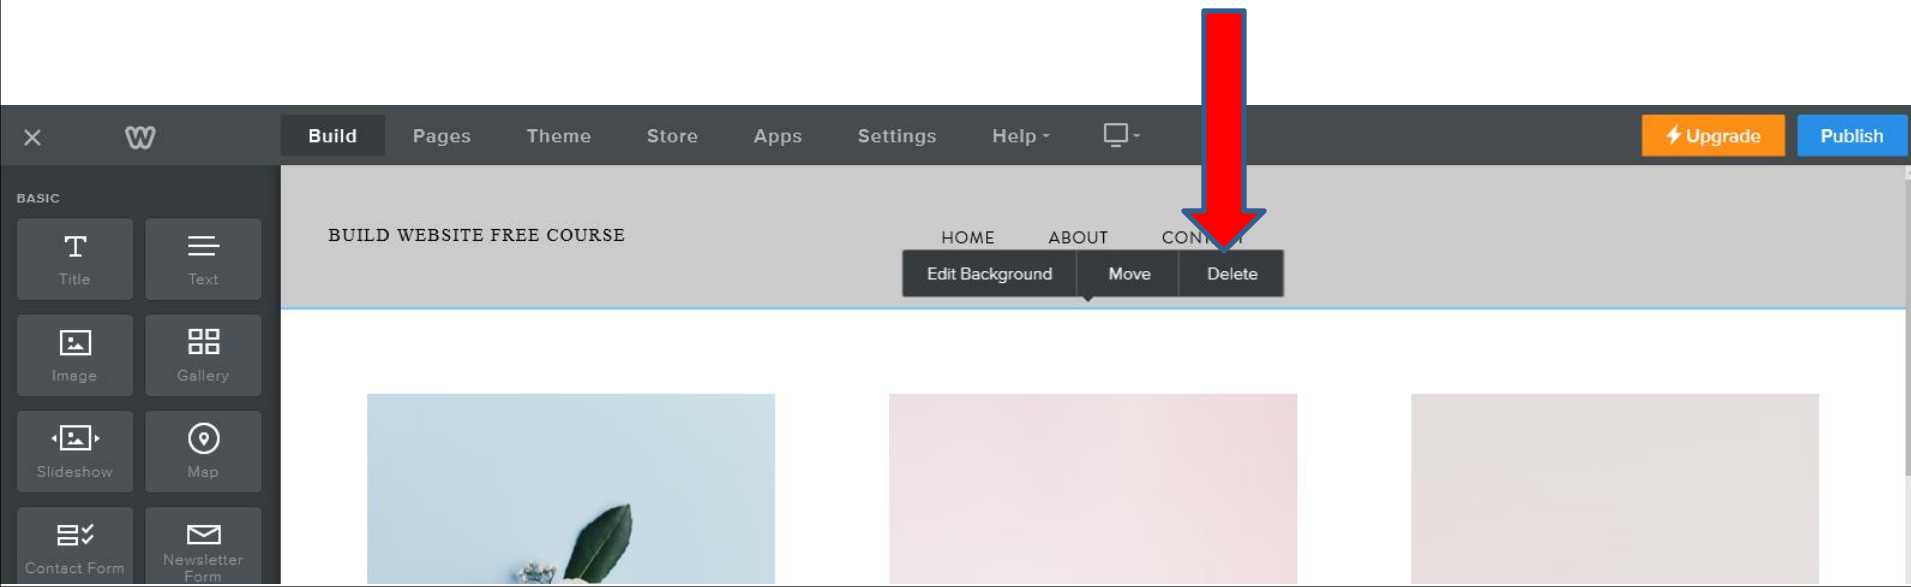 Build Pages Theme Store Apps Settings Help Upgrade Publish
BASIC
Title Text
Image Gallery
Slideshow Map
Contact Form Newsletter
Form
BUILD WEBSITE FREE COURSE
HOME ABOUT
Edit Background Move Delete